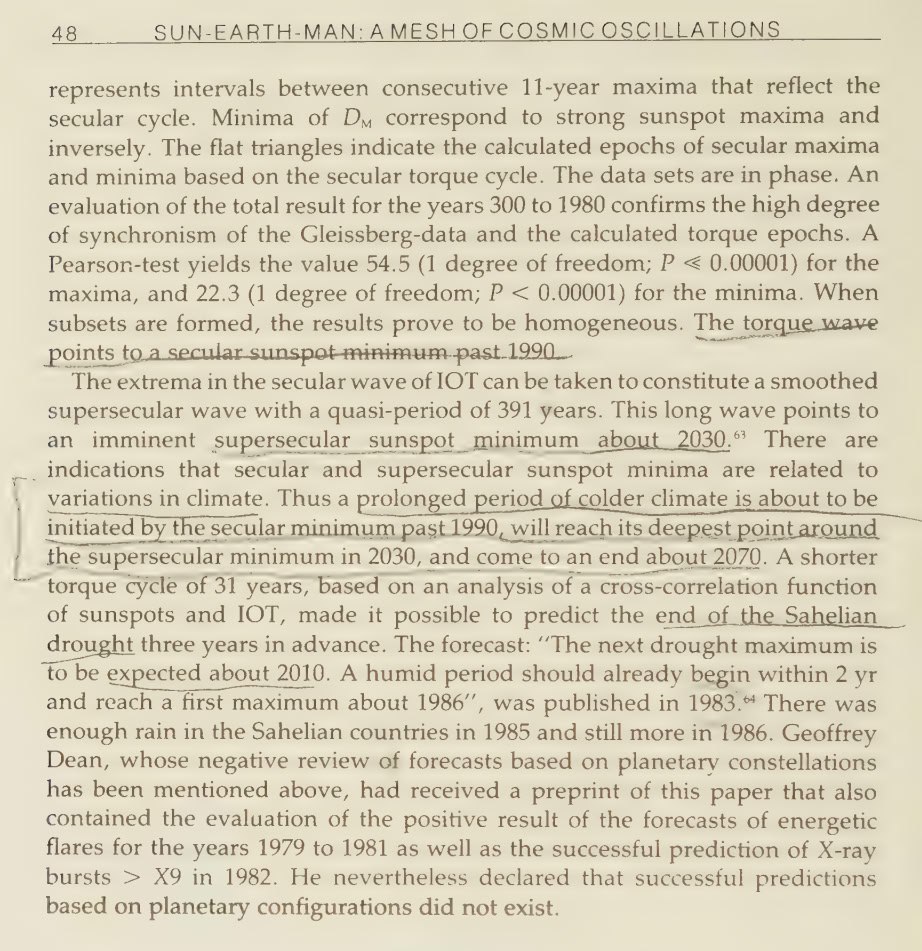 48 SUN-EARTH-MAN: A MESH OF COSMIC OSCILLATIONS
represents intervals between consecutive 11-year maxima that reflect the
secular cycle. Minima of DM correspond to strong sunspot maxima and
inversely. The flat triangles indicate the calculated epochs of secular maxima
and minima based on the secular torque cycle. The data sets are in phase. An
evaluation of the total result for the years 300 to 1980 confirms the high degree
of synchronism of the Gleissberg-data and the calculated torque epochs. A
Pearson-test yields the value 54.5 (1 degree of freedom; P ≪ 0.00001) for the
maxima, and 22.3 (1 degree of freedom; P < 0.00001) for the minima. When
subsets are formed, the results prove to be homogeneous. The torque wave
points to a secular sunspot minimum past 1990.
The extrema in the secular wave of IOT can be taken to constitute a smoothed
supersecular wave with a quasi-period of 391 years. This long wave points to
an imminent supersecular sunspot minimum about 2030.⁶³ There are
indications that secular and supersecular sunspot minima are related to
variations in climate. Thus a prolonged period of colder climate is about to be
initiated by the secular minimum past 1990, will reach its deepest point around
the supersecular minimum in 2030, and come to an end about 2070. A shorter
torque cycle of 31 years, based on an analysis of a cross-correlation function
of sunspots and IOT, made it possible to predict the end of the Sahelian
drought three years in advance. The forecast: "The next drought maximum is
to be expected about 2010. A humid period should already begin within 2 yr
and reach a first maximum about 1986", was published in 1983.⁶⁴ There was
enough rain in the Sahelian countries in 1985 and still more in 1986. Geoffrey
Dean, whose negative review of forecasts based on planetary constellations
has been mentioned above, had received a preprint of this paper that also
contained the evaluation of the positive result of the forecasts of energetic
flares for the years 1979 to 1981 as well as the successful prediction of X-ray
bursts > X9 in 1982. He nevertheless declared that successful predictions
based on planetary configurations did not exist.